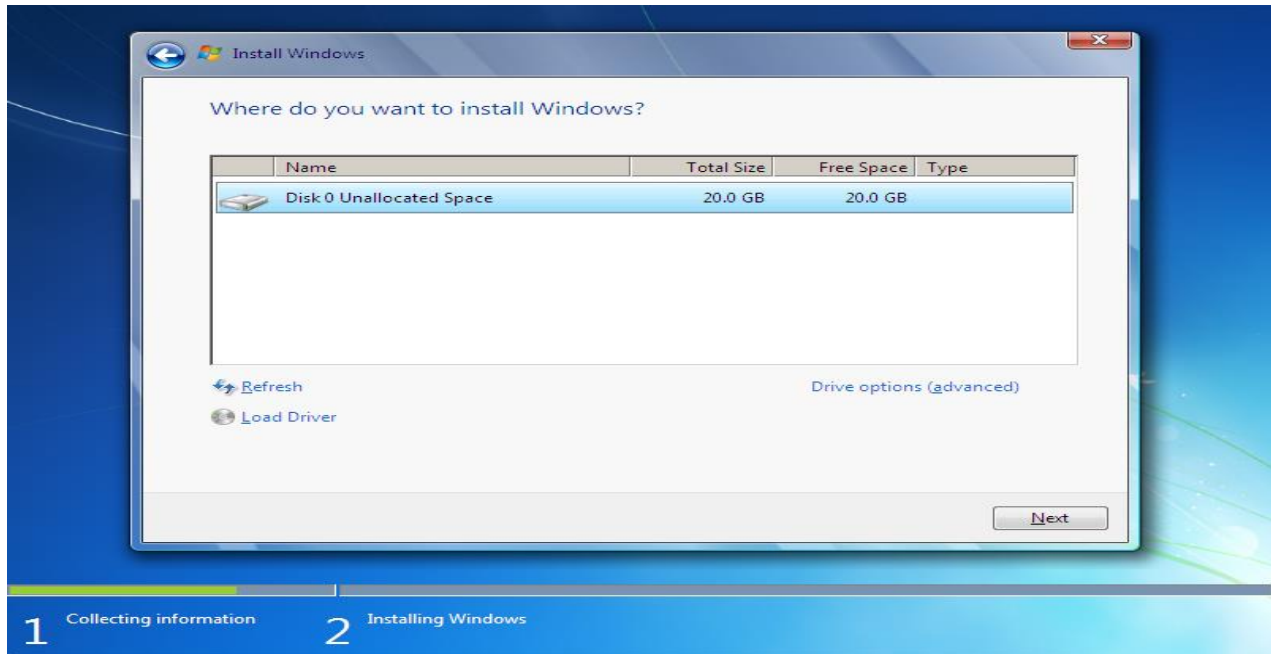 Install Windows
Where do you want to install Windows?
Name Total Size Free Space Type
Disk 0 Unallocated Space 20.0 GB 20.0 GB
Refresh Drive options (advanced)
Load Driver
Next
1 Collecting information 2 Installing Windows